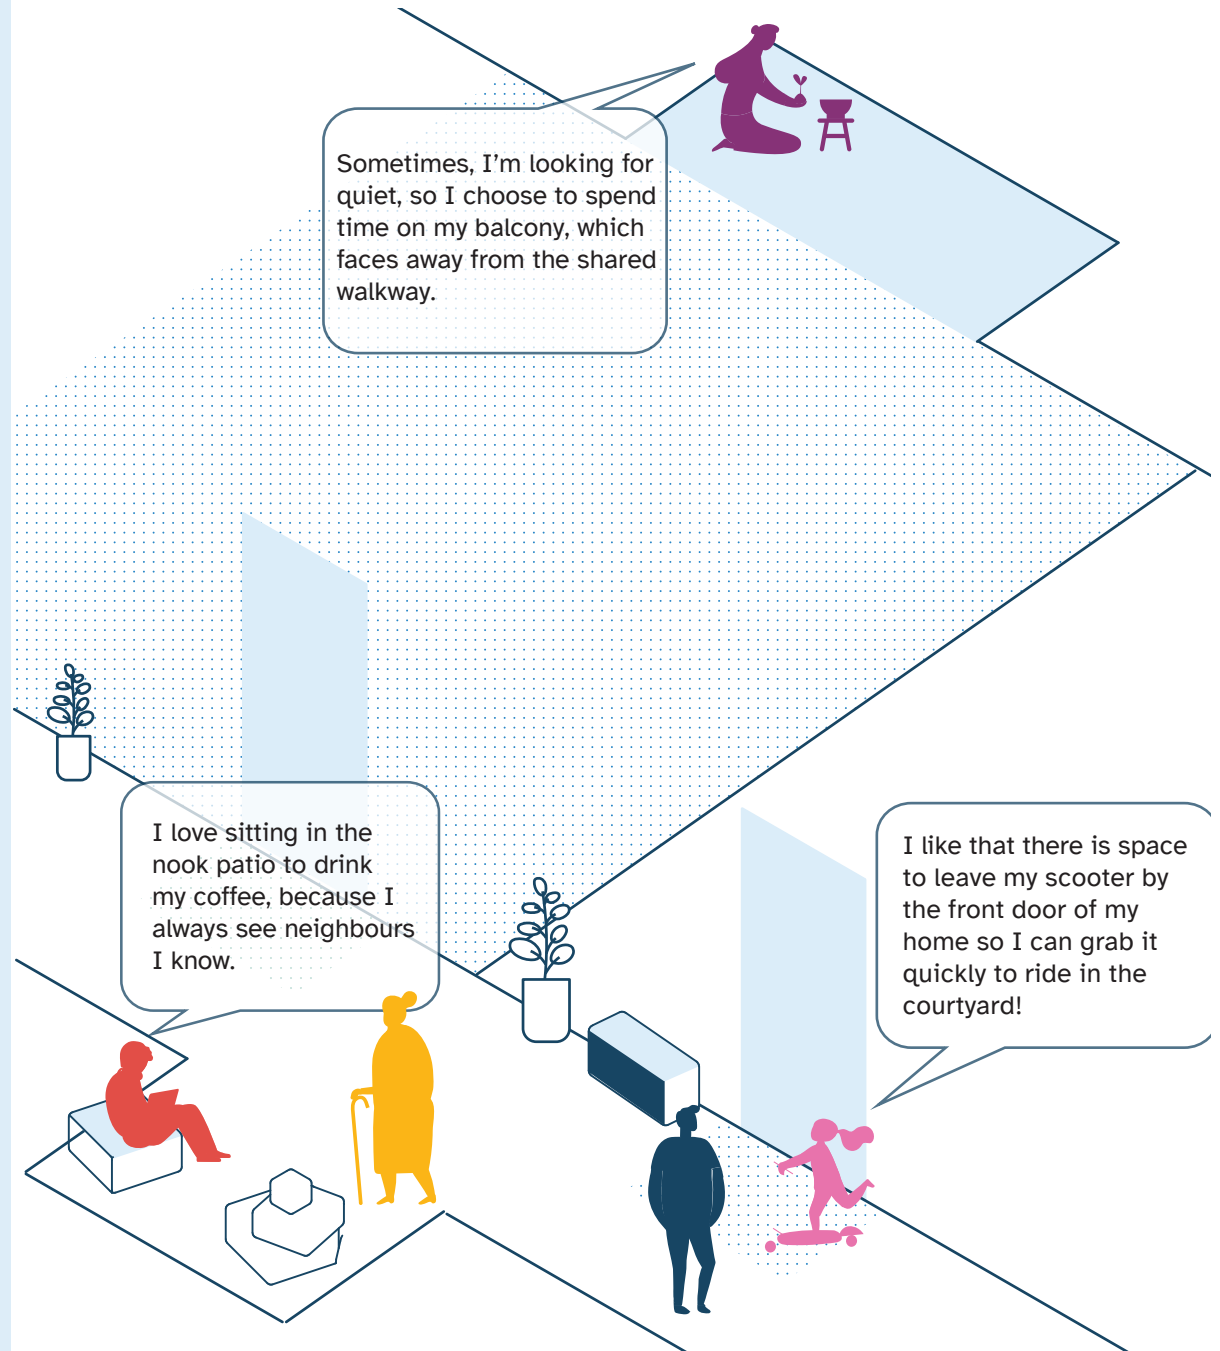 Sometimes, I’m looking for
quiet, so I choose to spend
time on my balcony, which
faces away from the shared
walkway.
I love sitting in the
nook patio to drink
my coffee, because I
always see neighbours
I know.
I like that there is space
to leave my scooter by
the front door of my
home so I can grab it
quickly to ride in the
courtyard!